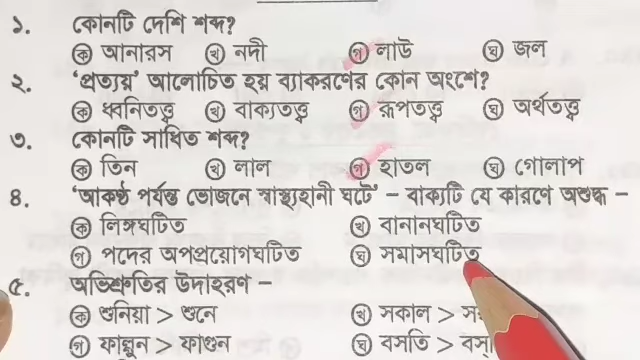 ১. কোনটি দেশি শব্দ?
ক আনারস খ নদী গ লাউ ঘ জল
২. ‘প্রত্যয়’ আলোচিত হয় ব্যাকরণের কোন অংশে?
ক ধ্বনিতত্ত্ব খ বাক্যতত্ত্ব গ রূপতত্ত্ব ঘ অর্থতত্ত্ব
৩. কোনটি সাধিত শব্দ?
ক তিন খ লাল গ হাতল ঘ গোলাপ
৪. ‘আকণ্ঠ পর্যন্ত ভোজনে স্বাস্থ্যহানী ঘটে’ – বাক্যটি যে কারণে অশুদ্ধ –
ক লিঙ্গঘটিত খ বানানঘটিত
গ পদের অপপ্রয়োগঘটিত ঘ সমাসঘটিত
৫. অভিশ্রুতির উদাহরণ –
ক শুনিয়া > শুনে খ সকাল >
গ ফাল্গুন > ফাগুন ঘ বসতি >